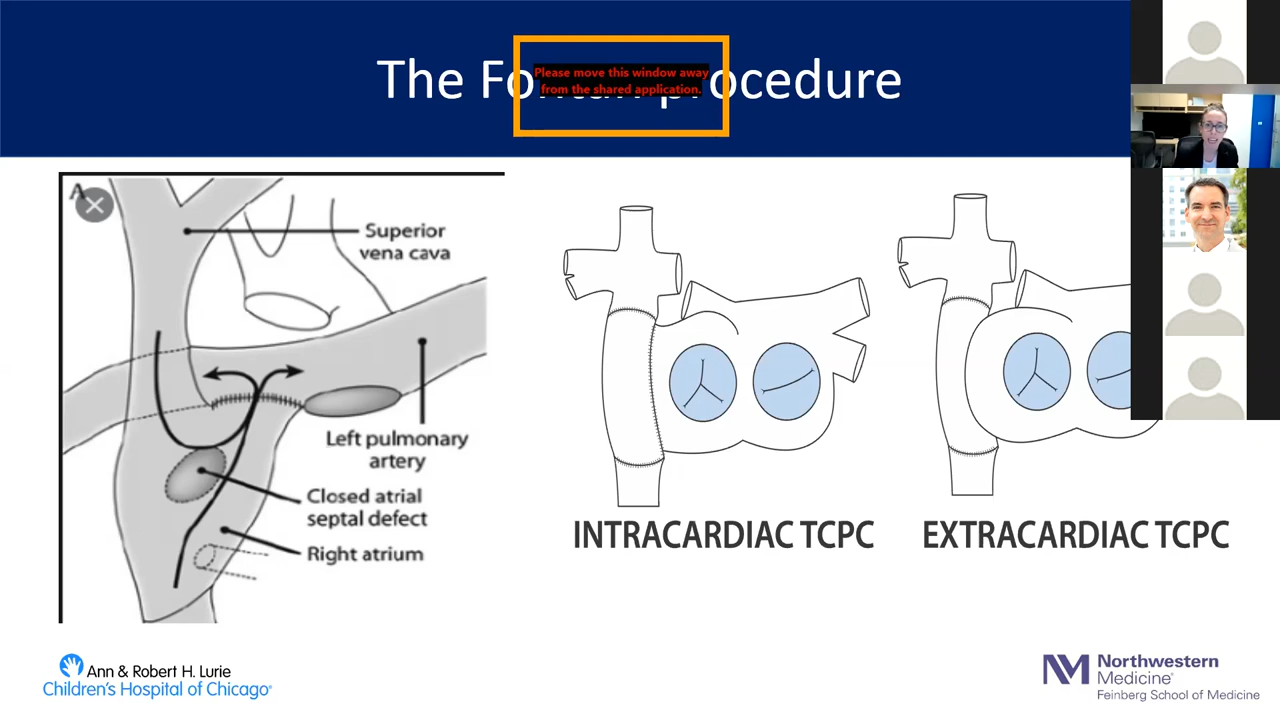 The Fo procedure
Please move this window away
from the shared application.
A
Superior
vena cava
Left pulmonary
artery
Closed atrial
septal defect
Right atrium
INTRACARDIAC TCPC
EXTRACARDIAC TCPC
Ann & Robert H. Lurie
Children's Hospital of Chicago®
NM
Northwestern
Medicine®
Feinberg School of Medicine